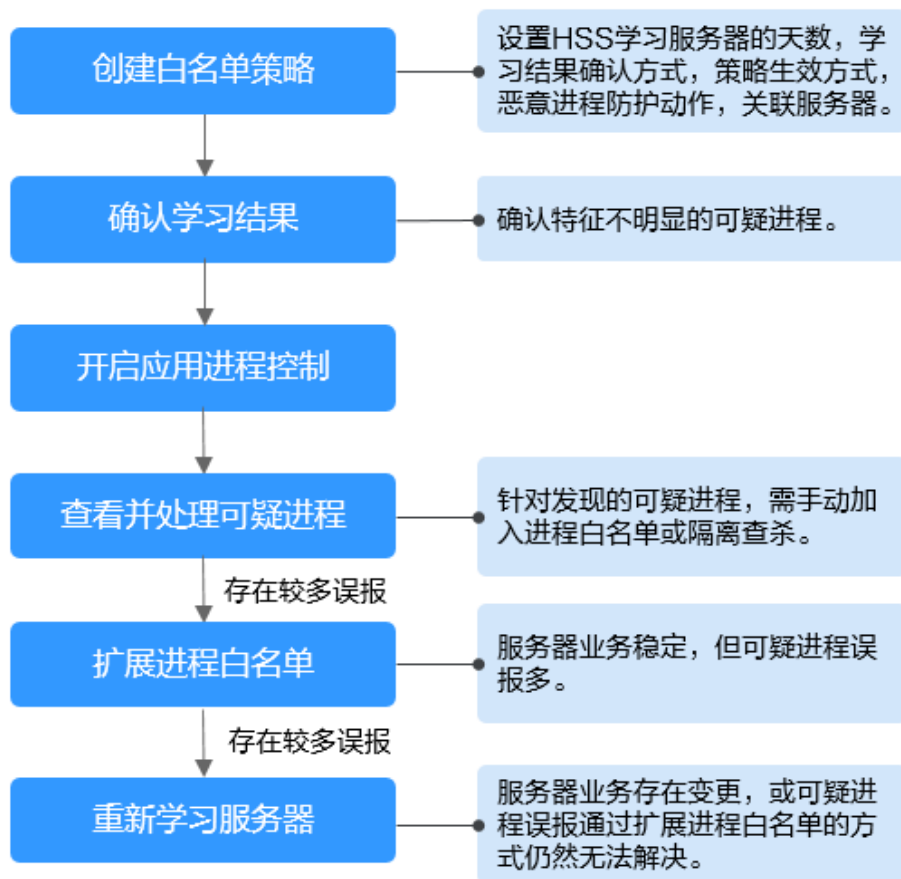 创建白名单策略
设置HSS学习服务器的天数，学
习结果确认方式，策略生效方式，
恶意进程防护动作，关联服务器。
确认学习结果
确认特征不明显的可疑进程。
开启应用进程控制
查看并处理可疑进程
针对发现的可疑进程，需手动加
入进程白名单或隔离查杀。
存在较多误报
扩展进程白名单
服务器业务稳定，但可疑进程误
报多。
存在较多误报
重新学习服务器
服务器业务存在变更，或可疑进
程误报通过扩展进程白名单的方
式仍然无法解决。